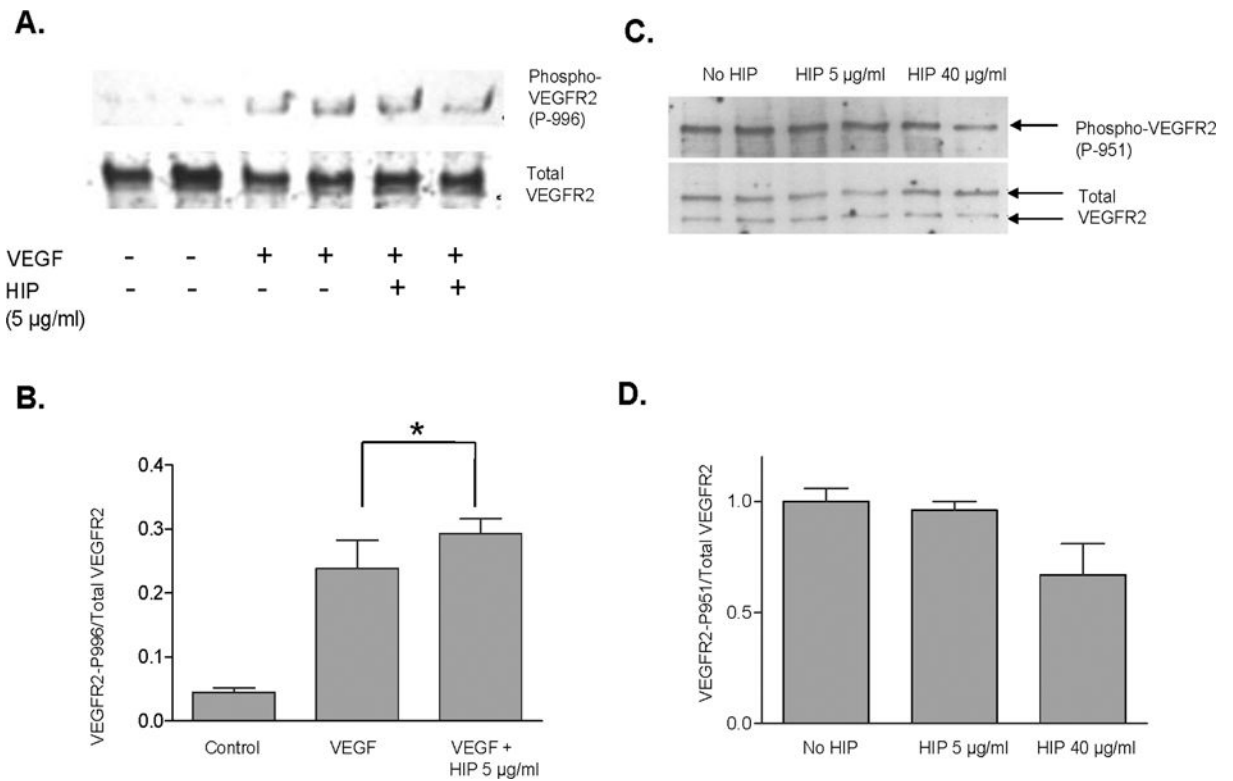 A.
Phospho-
VEGFR2
(P-996)
Total
VEGFR2
VEGF - - + + + +
HIP - - - - + +
(5 µg/ml)
B.
VEGFR2-P996/Total VEGFR2
0.4
0.3
0.2
0.1
0.0
*
Control VEGF VEGF +
HIP 5 µg/ml
C.
No HIP HIP 5 µg/ml HIP 40 µg/ml
Phospho-VEGFR2
(P-951)
Total
VEGFR2
D.
VEGFR2-P951/Total VEGFR2
1.0
0.5
0.0
No HIP HIP 5 µg/ml HIP 40 µg/ml